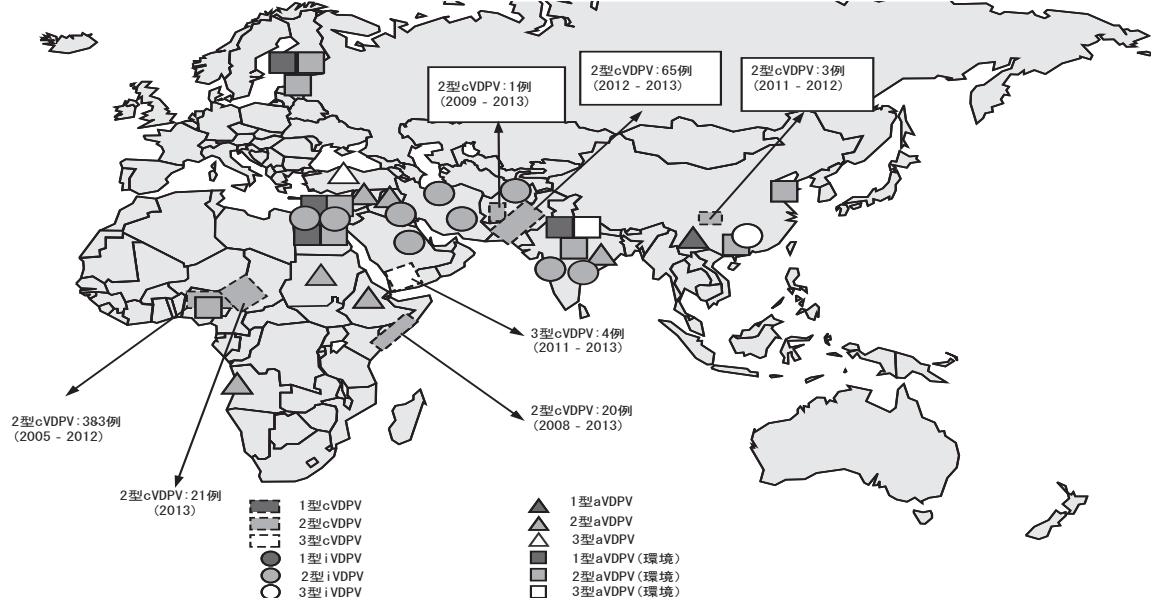 2型cVDPV:1例
(2009 - 2013)
2型cVDPV:65例
(2012 - 2013)
2型cVDPV:3例
(2011 - 2012)
3型cVDPV:4例
(2011 - 2013)
2型cVDPV:20例
(2008 - 2013)
2型cVDPV:383例
(2005 - 2012)
2型cVDPV:21例
(2013)
1型cVDPV
2型cVDPV
3型cVDPV
1型iVDPV
2型iVDPV
3型iVDPV
1型aVDPV
2型aVDPV
3型aVDPV
1型aVDPV(環境)
2型aVDPV(環境)
3型aVDPV(環境)